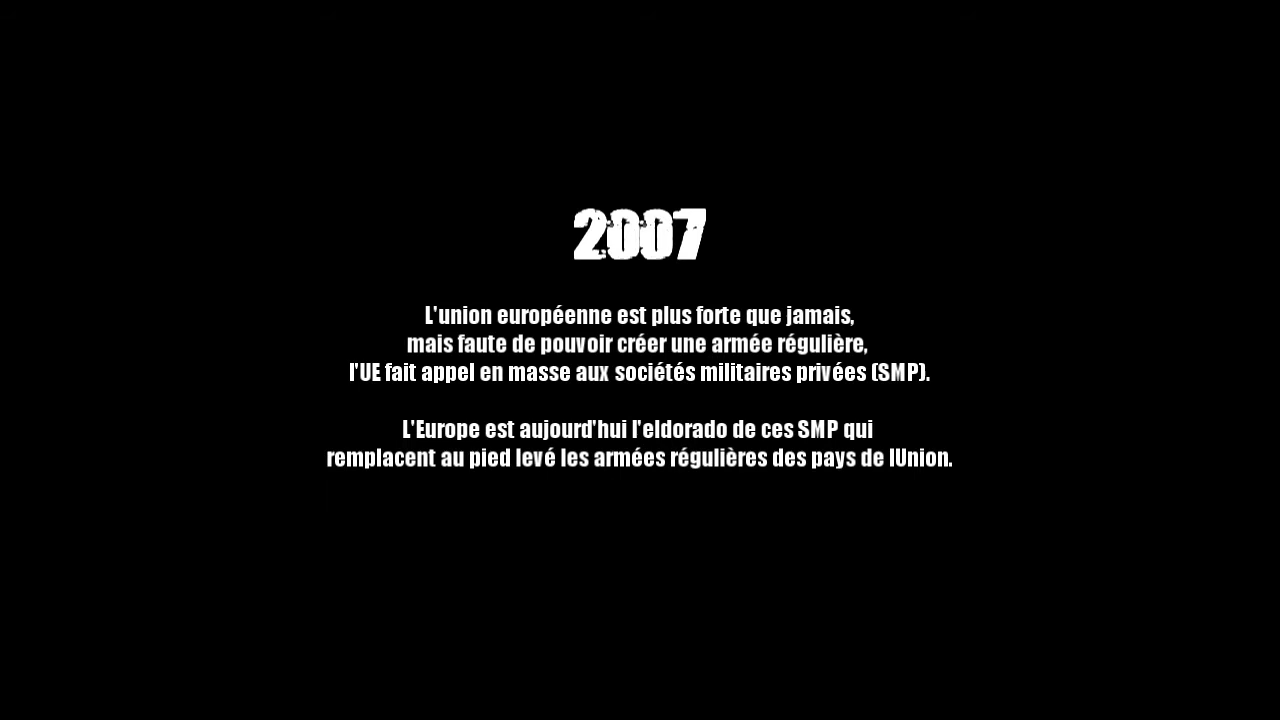 2007
L'union européenne est plus forte que jamais,
mais faute de pouvoir créer une armée régulière,
l'UE fait appel en masse aux sociétés militaires privées (SMP).
L'Europe est aujourd'hui l'eldorado de ces SMP qui
remplacent au pied levé les armées régulières des pays de lUnion.